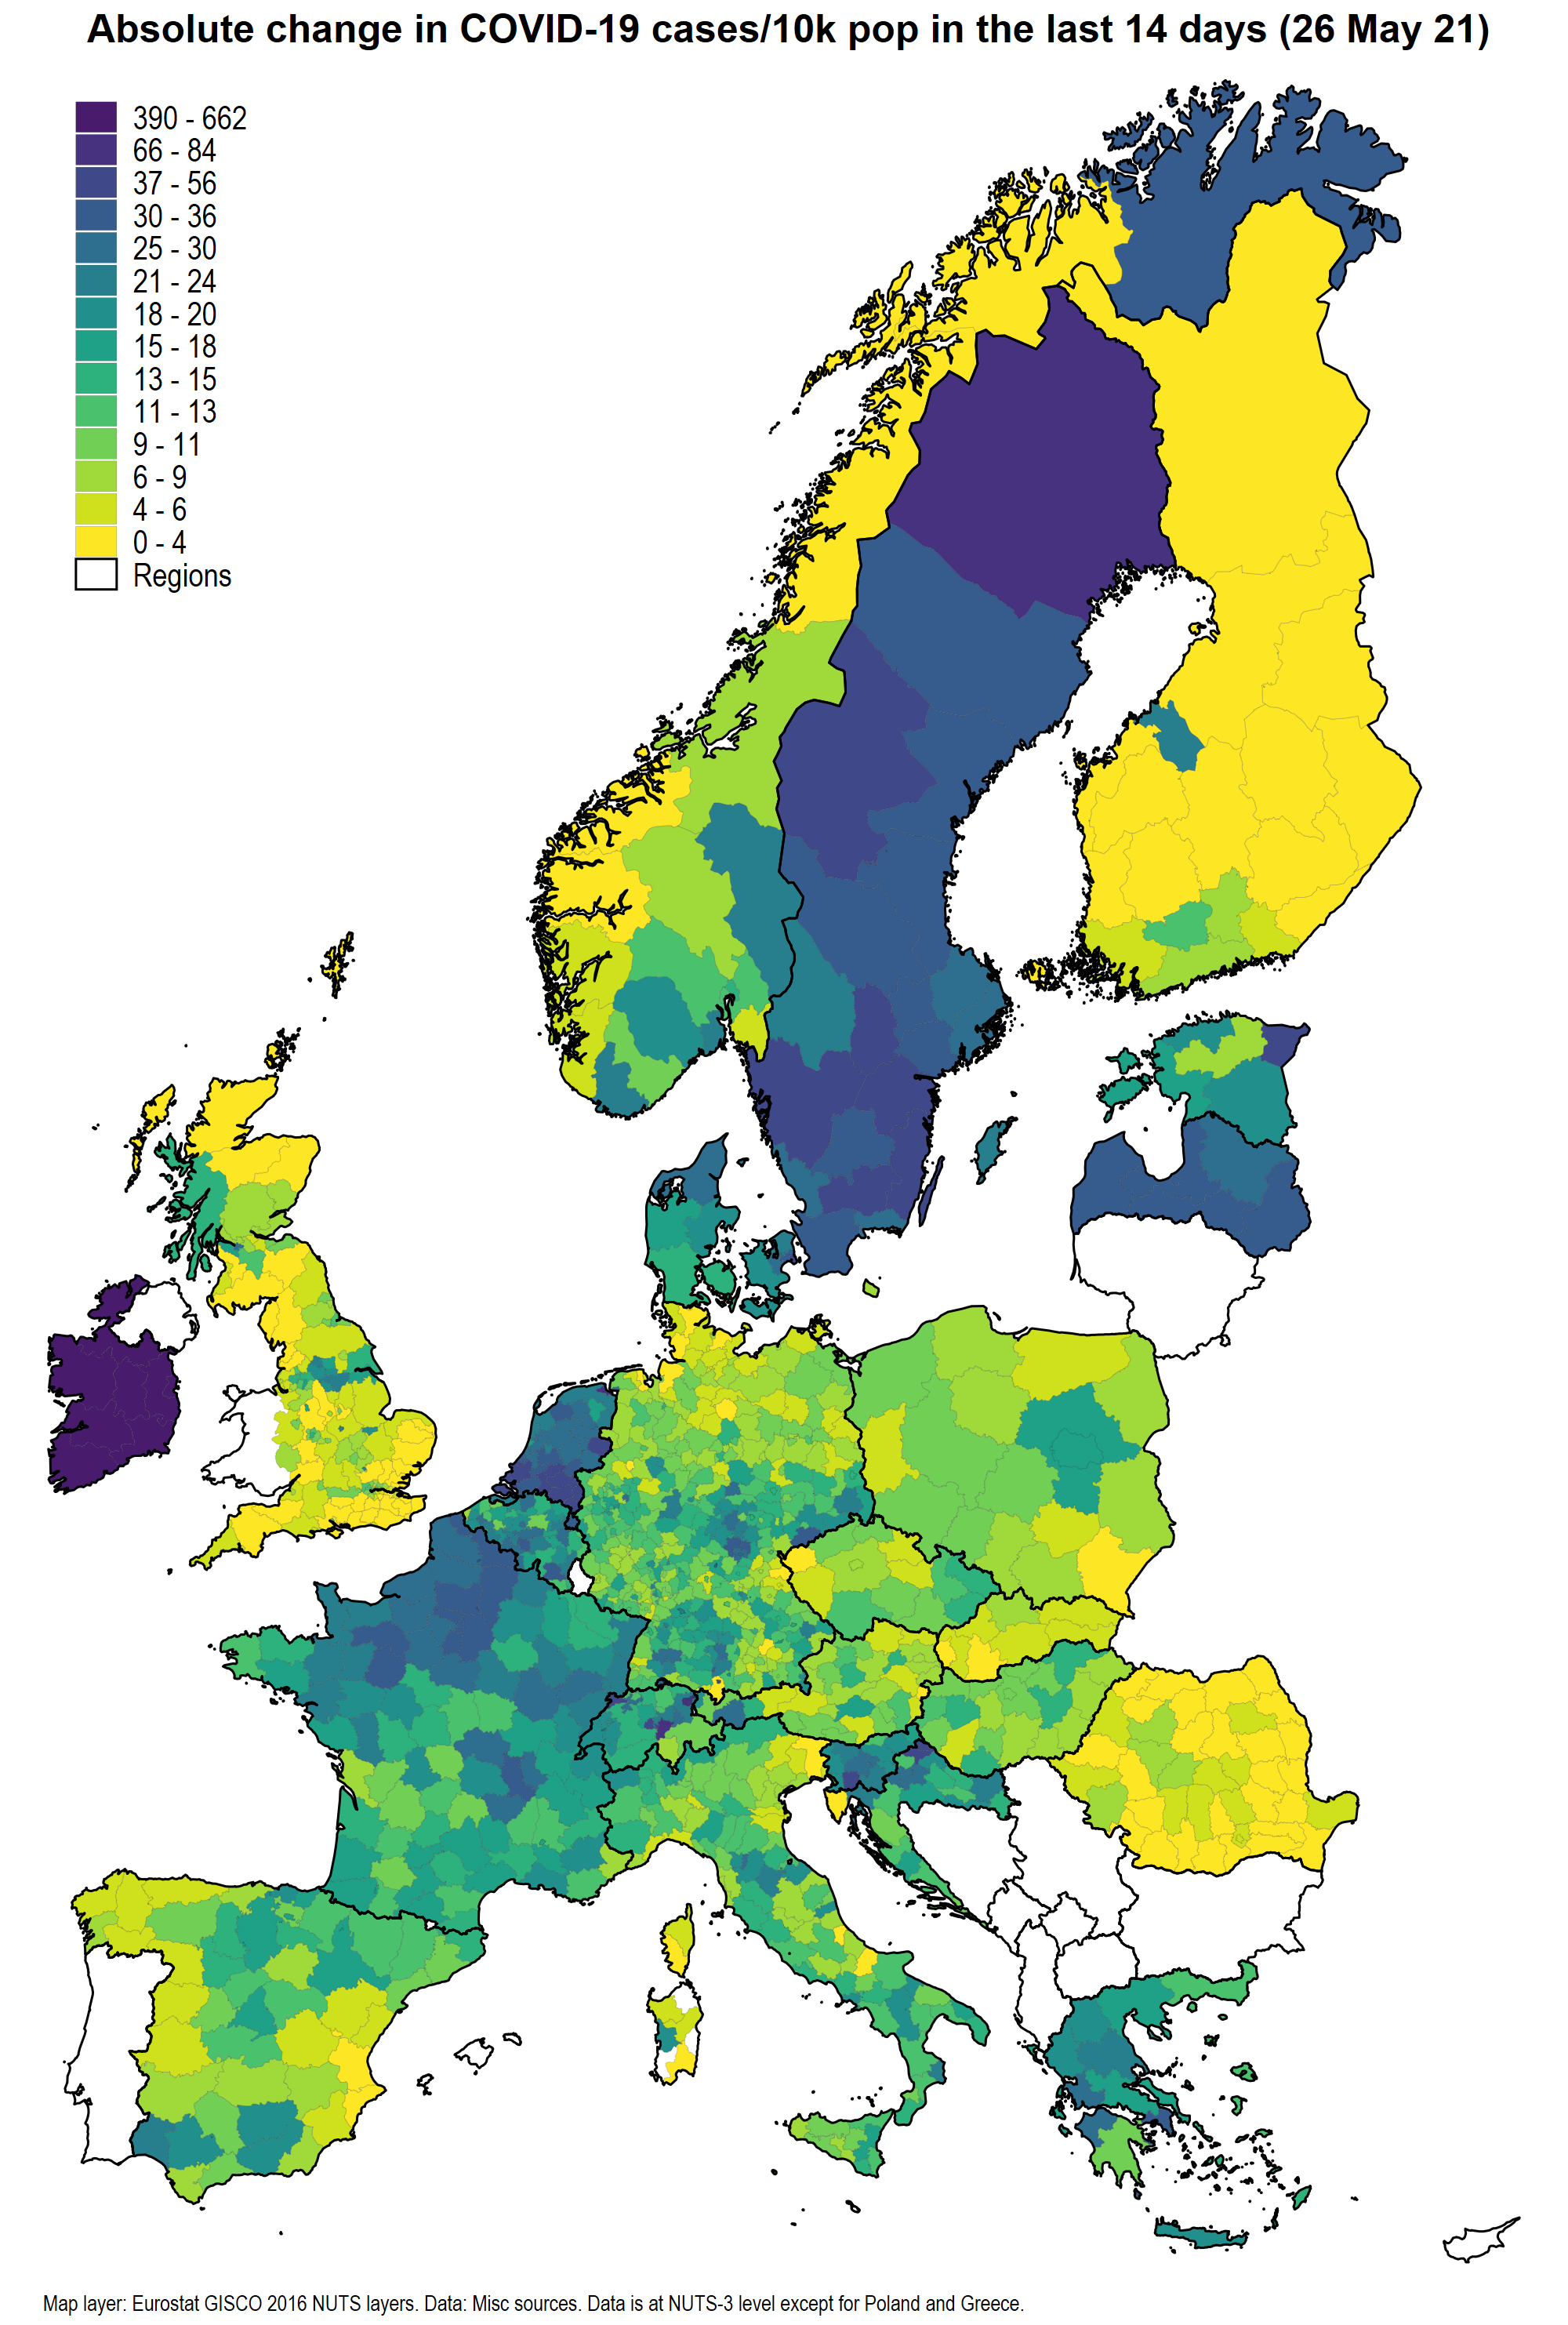 Absolute change in COVID-19 cases/10k pop in the last 14 days (26 May 21)
390 - 662
66 - 84
37 - 56
30 - 36
25 - 30
21 - 24
18 - 20
15 - 18
13 - 15
11 - 13
9 - 11
6 - 9
4 - 6
0 - 4
Regions
Map layer: Eurostat GISCO 2016 NUTS layers. Data: Misc sources. Data is at NUTS-3 level except for Poland and Greece.